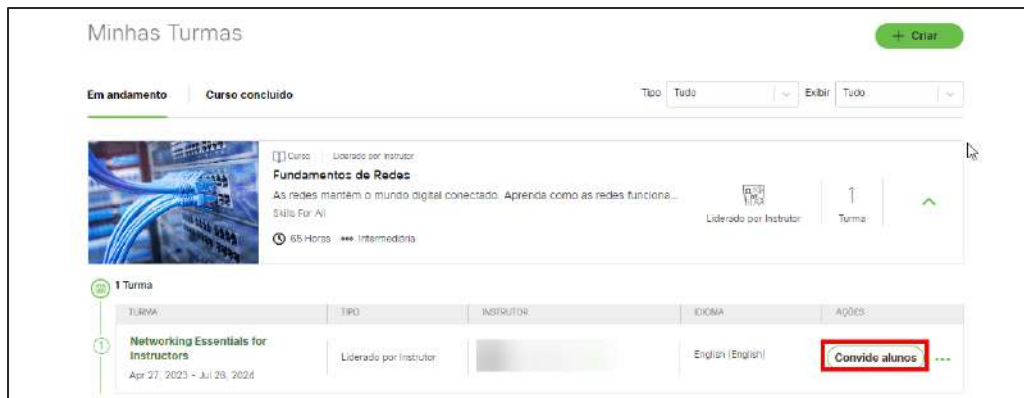 Minhas Turmas
+ Criar
Em andamento
Curso concluído
Tipo Tudo
Exibir Tudo
Curso Liderado por Instrutor
Fundamentos de Redes
As redes mantêm o mundo digital conectado. Aprenda como as redes funciona...
Skills For All
65 Horas ••• Intermediária
Liderado por Instrutor
1
Turma
1 Turma
TURMA TIPO INSTRUTOR IDIOMA AÇÕES
1
Networking Essentials for
Instructors
Apr 27, 2023 - Jul 28, 2024
Liderado por Instrutor
English (English)
Convide alunos